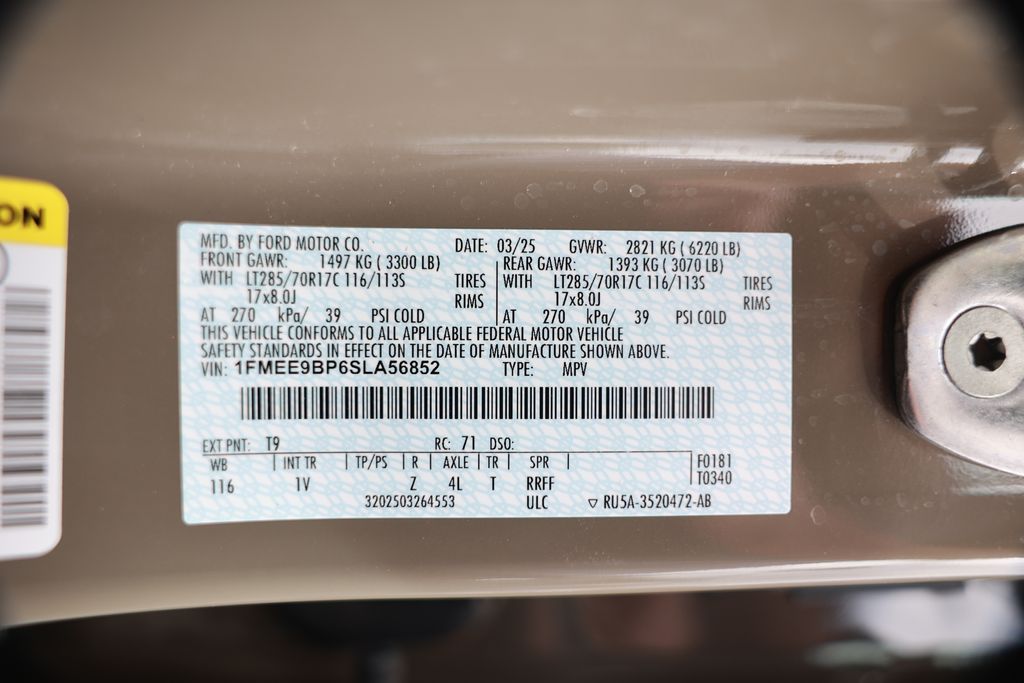 ON
MFD. BY FORD MOTOR CO. DATE: 03/25 GVWR: 2821 KG ( 6220 LB)
FRONT GAWR: 1497 KG ( 3300 LB) REAR GAWR: 1393 KG ( 3070 LB)
WITH LT285/70R17C 116/113S TIRES WITH LT285/70R17C 116/113S TIRES
17x8.0J RIMS 17x8.0J RIMS
AT 270 kPa/ 39 PSI COLD AT 270 kPa/ 39 PSI COLD
THIS VEHICLE CONFORMS TO ALL APPLICABLE FEDERAL MOTOR VEHICLE
SAFETY STANDARDS IN EFFECT ON THE DATE OF MANUFACTURE SHOWN ABOVE.
VIN: 1FMEE9BP6SLA56852 TYPE: MPV
EXT PNT: T9 RC: 71 DSO:
WB INT TR TP/PS R AXLE TR SPR F0181
116 1V Z 4L T RRFF T0340
3202503264553 ULC ▽ RU5A-3520472-AB